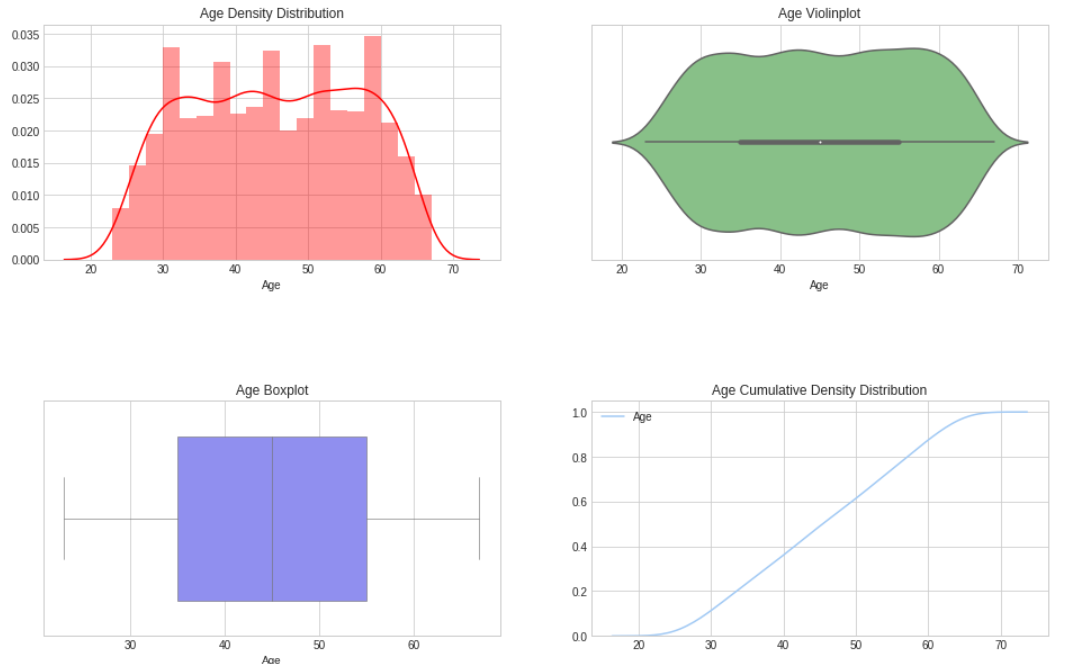 Age Density Distribution
0.035
0.030
0.025
0.020
0.015
0.010
0.005
0.000
20 30 40 50 60 70
Age
Age Violinplot
20 30 40 50 60 70
Age
Age Boxplot
30 40 50 60
Age
Age Cumulative Density Distribution
Age
1.0
0.8
0.6
0.4
0.2
0.0
20 30 40 50 60 70